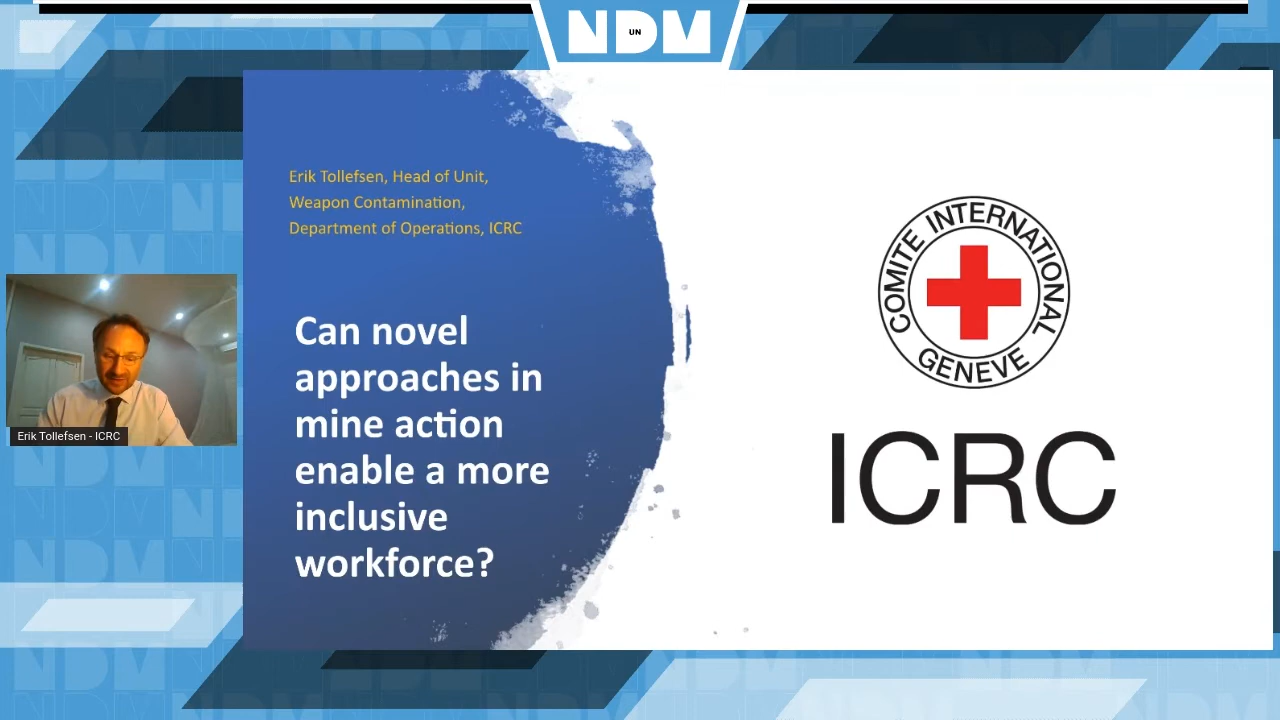 NDM
UN
Erik Tollefsen, Head of Unit,
Weapon Contamination,
Department of Operations, ICRC
Can novel
approaches in
mine action
enable a more
inclusive
workforce?
COMITE INTERNATIONAL
GENEVE
ICRC
Erik Tollefsen - ICRC